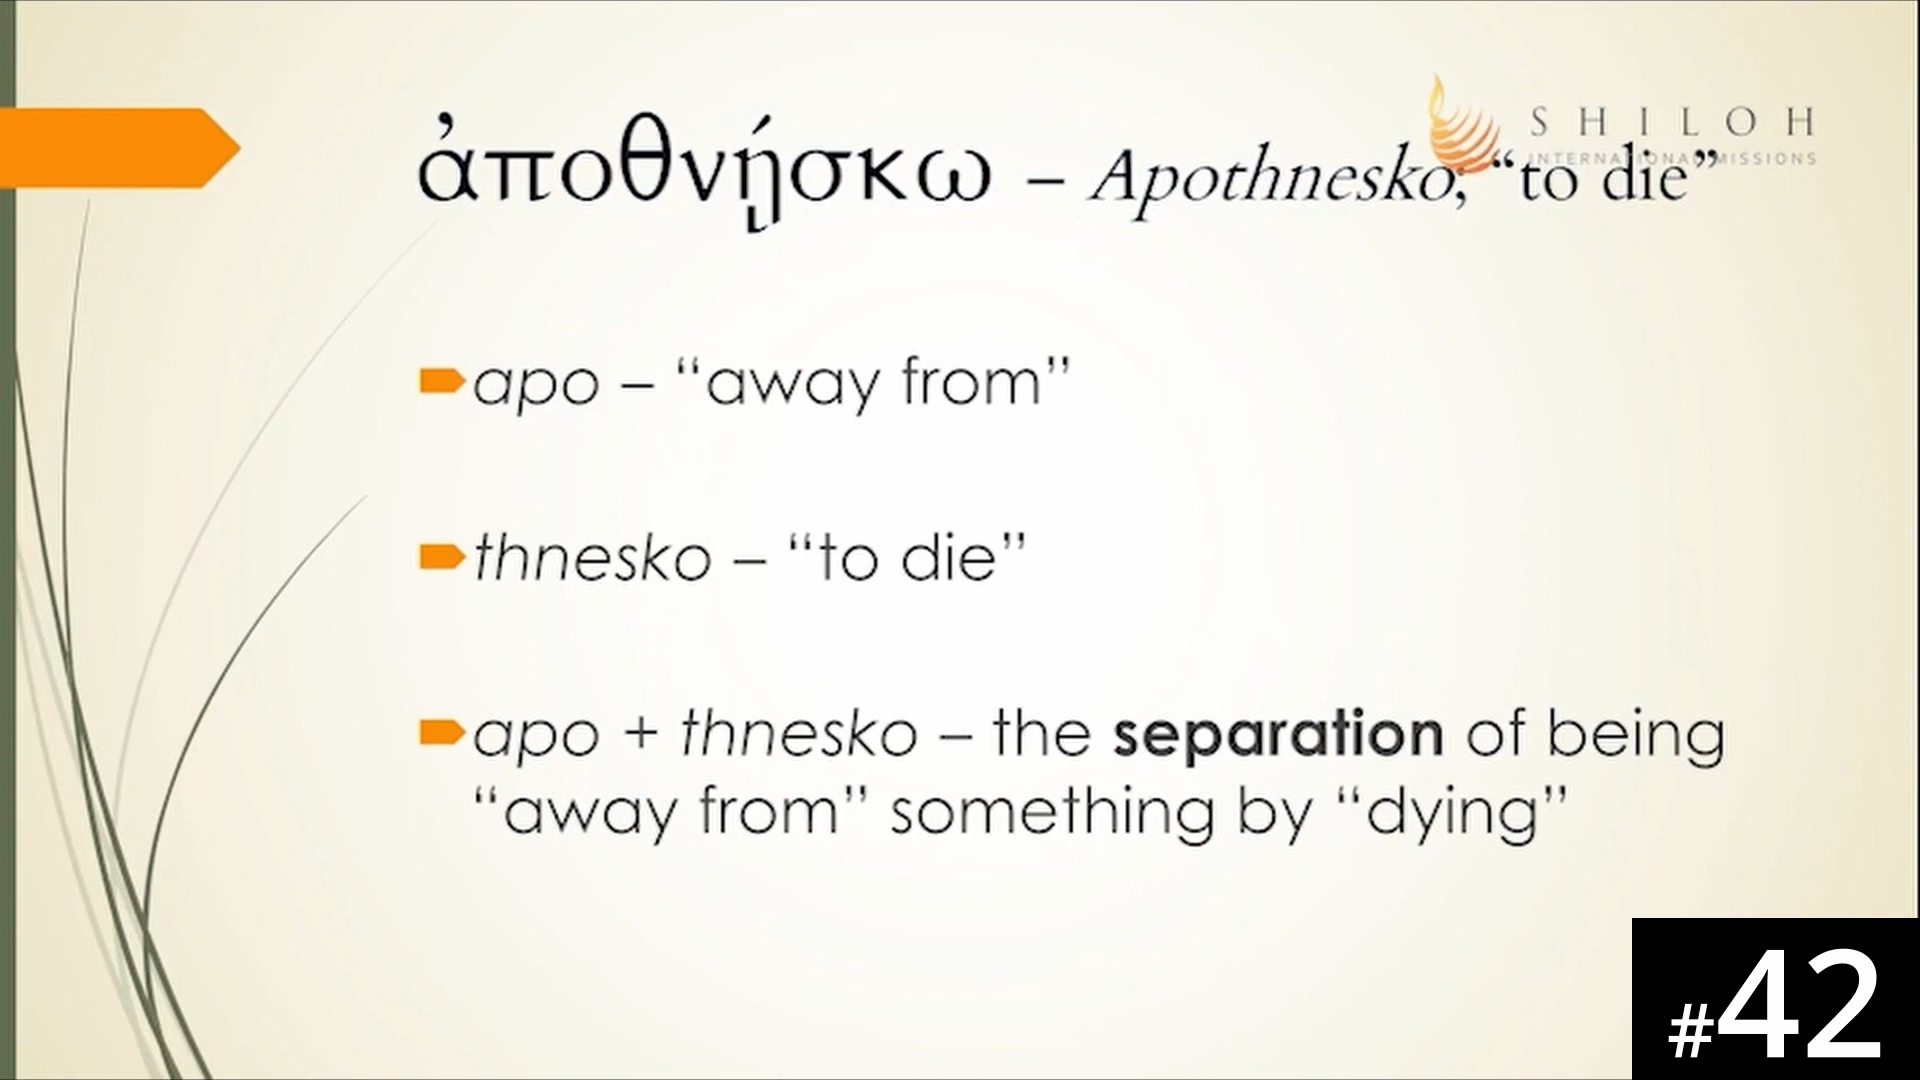 ἀποθνῄσκω – Apothnesko, “to die”
SHILOH
INTERNATIONAL MISSIONS
apo – “away from”
thnesko – “to die”
apo + thnesko – the separation of being
“away from” something by “dying”
#42